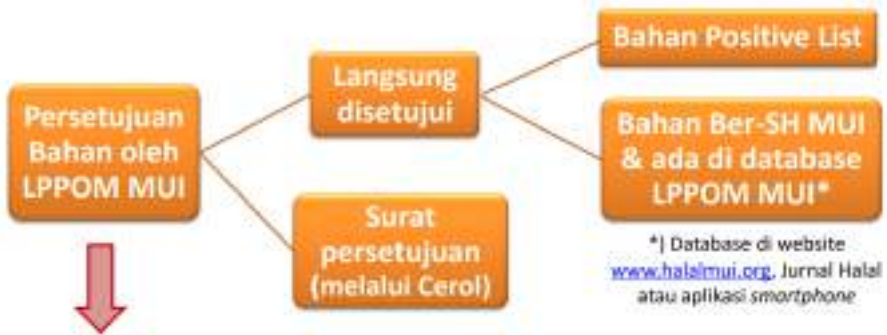 Persetujuan
Bahan oleh
LPPOM MUI
Langsung
disetujui
Surat
persetujuan
(melalui Cerol)
Bahan Positive List
Bahan Ber-SH MUI
& ada di database
LPPOM MUI*
*) Database di website
www.halalmui.org, Jurnal Halal
atau aplikasi smartphone